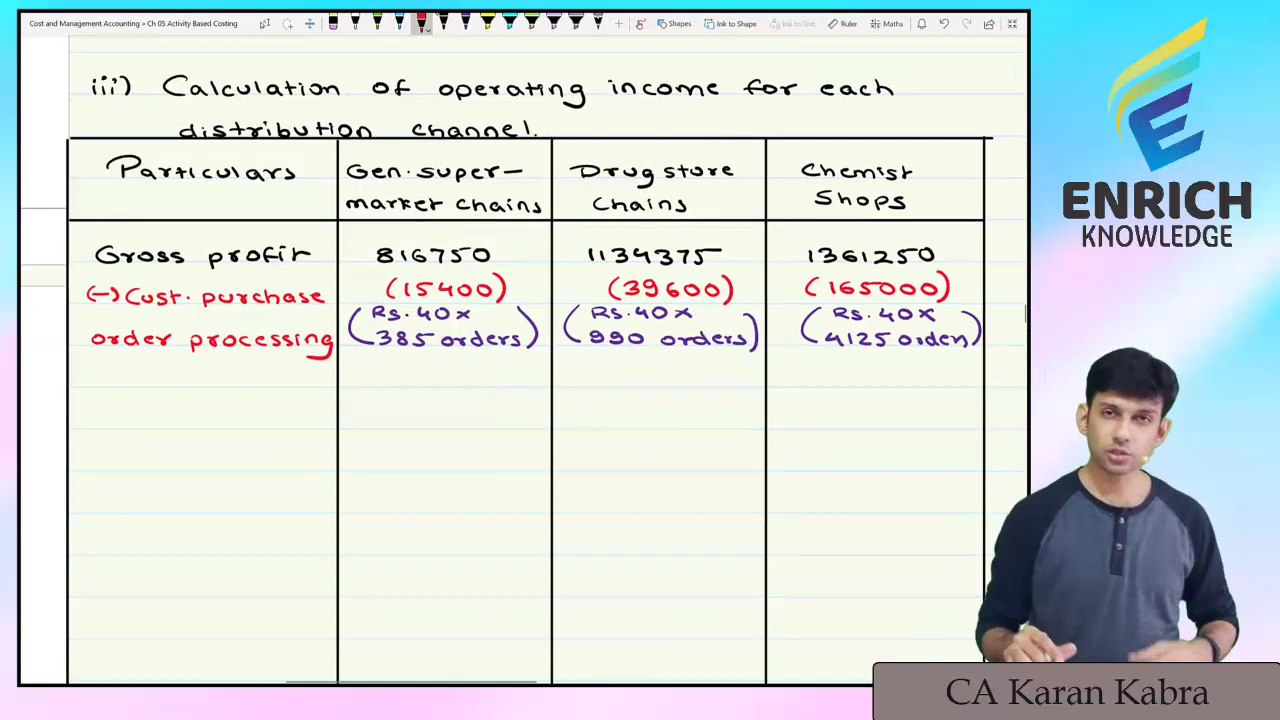 Cost and Management Accounting » Ch 05 Activity Based Costing
Shapes
Ink to Shape
Ink to Text
Ruler
Maths
iii) Calculation of operating income for each
distribution channel.
Particulars
Gen. super-
market chains
Drug store
chains
Chemist
Shops
Gross profit
816750
1134375
1361250
(-) Cust. purchase
order processing
(15400)
(Rs. 40 x
385 orders)
(39600)
(Rs. 40 x
990 orders)
(165000)
(Rs. 40 x
4125 orders)
ENRICH
KNOWLEDGE
CA Karan Kabra